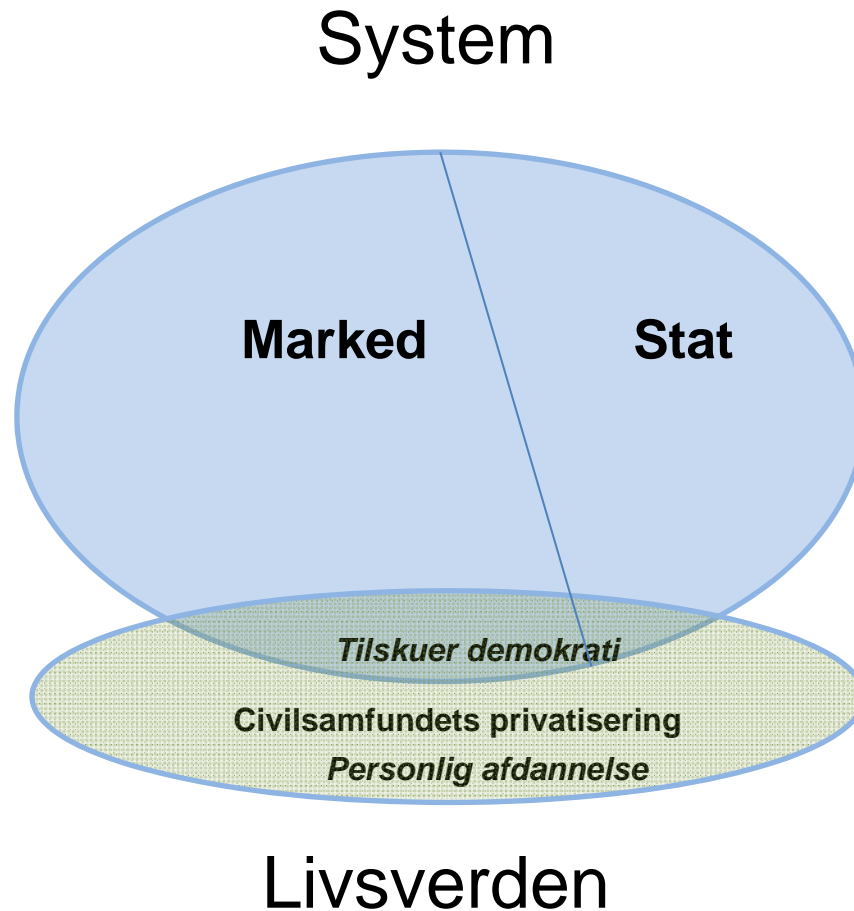 System
Marked Stat
Tilskuer demokrati
Civilsamfundets privatisering
Personlig afdannelse
Livsverden